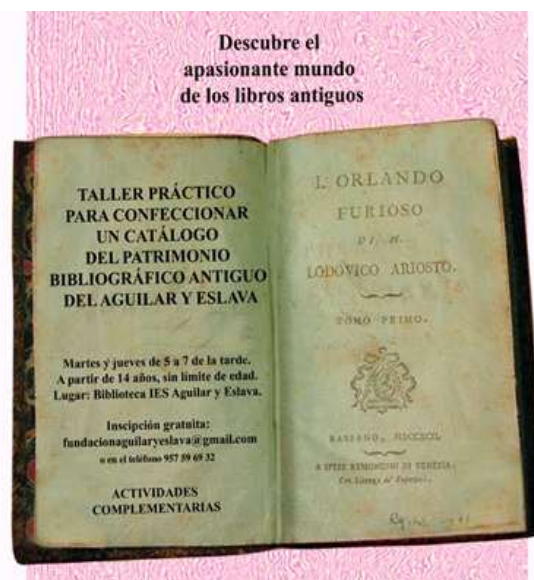 Descubre el
apasionante mundo
de los libros antiguos
TALLER PRÁCTICO
PARA CONFECCIONAR
UN CATÁLOGO
DEL PATRIMONIO
BIBLIOGRÁFICO ANTIGUO
DEL AGUILAR Y ESLAVA
Martes y jueves de 5 a 7 de la tarde.
A partir de 14 años, sin límite de edad.
Lugar: Biblioteca IES Aguilar y Eslava.
Inscipción gratuita:
fundacionaguilaryeslava@gmail.com
o en el teléfono 957 59 69 32
ACTIVIDADES
COMPLEMENTARIAS
L'ORLANDO
FURIOSO
DI M.
LODOVICO ARIOSTO.
TOMO PRIMO.
BASSANO,
A SPESE REMONDINI DI VENEZIA.
Con Licenza de' Superiori.